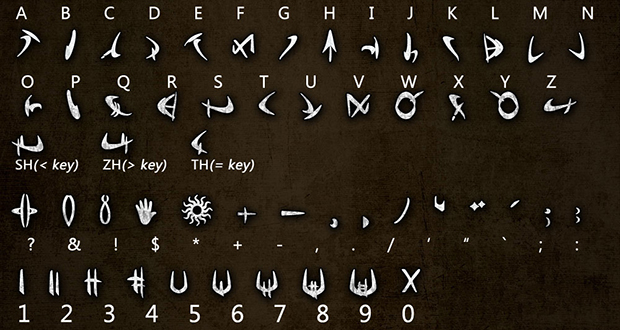 A B C D E F G H I J K L M N
O P Q R S T U V W X Y Z
SH(< key) ZH(> key) TH(= key)
? & ! $ * + - , . / ‘ “ ` ; :
1 2 3 4 5 6 7 8 9 0